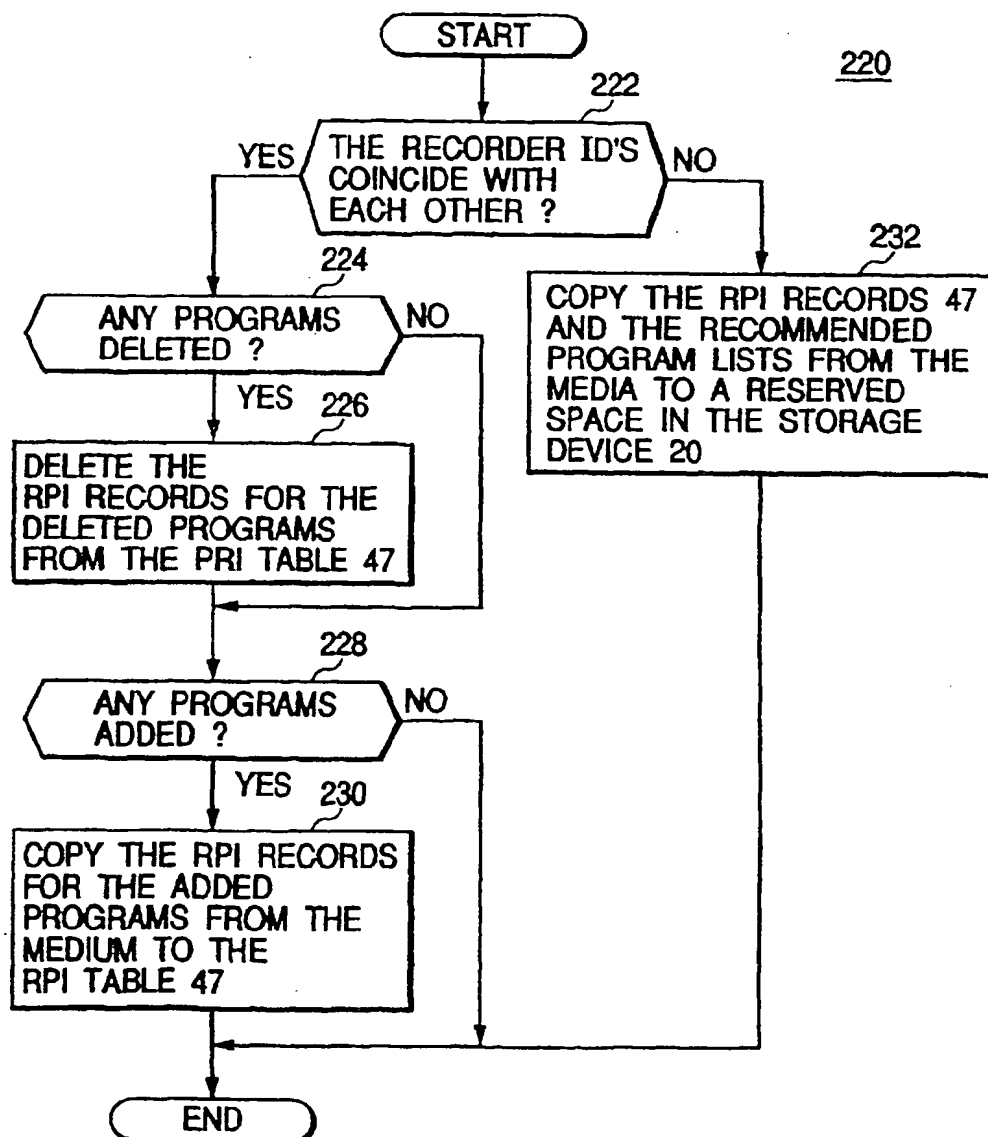 START
220
222
THE RECORDER ID'S
COINCIDE WITH
EACH OTHER ?
YES
NO
224
ANY PROGRAMS
DELETED ?
NO
YES
232
COPY THE RPI RECORDS 47
AND THE RECOMMENDED
PROGRAM LISTS FROM THE
MEDIA TO A RESERVED
SPACE IN THE STORAGE
DEVICE 20
226
DELETE THE
RPI RECORDS FOR THE
DELETED PROGRAMS
FROM THE PRI TABLE 47
228
ANY PROGRAMS
ADDED ?
NO
YES
230
COPY THE RPI RECORDS
FOR THE ADDED
PROGRAMS FROM THE
MEDIUM TO THE
RPI TABLE 47
END